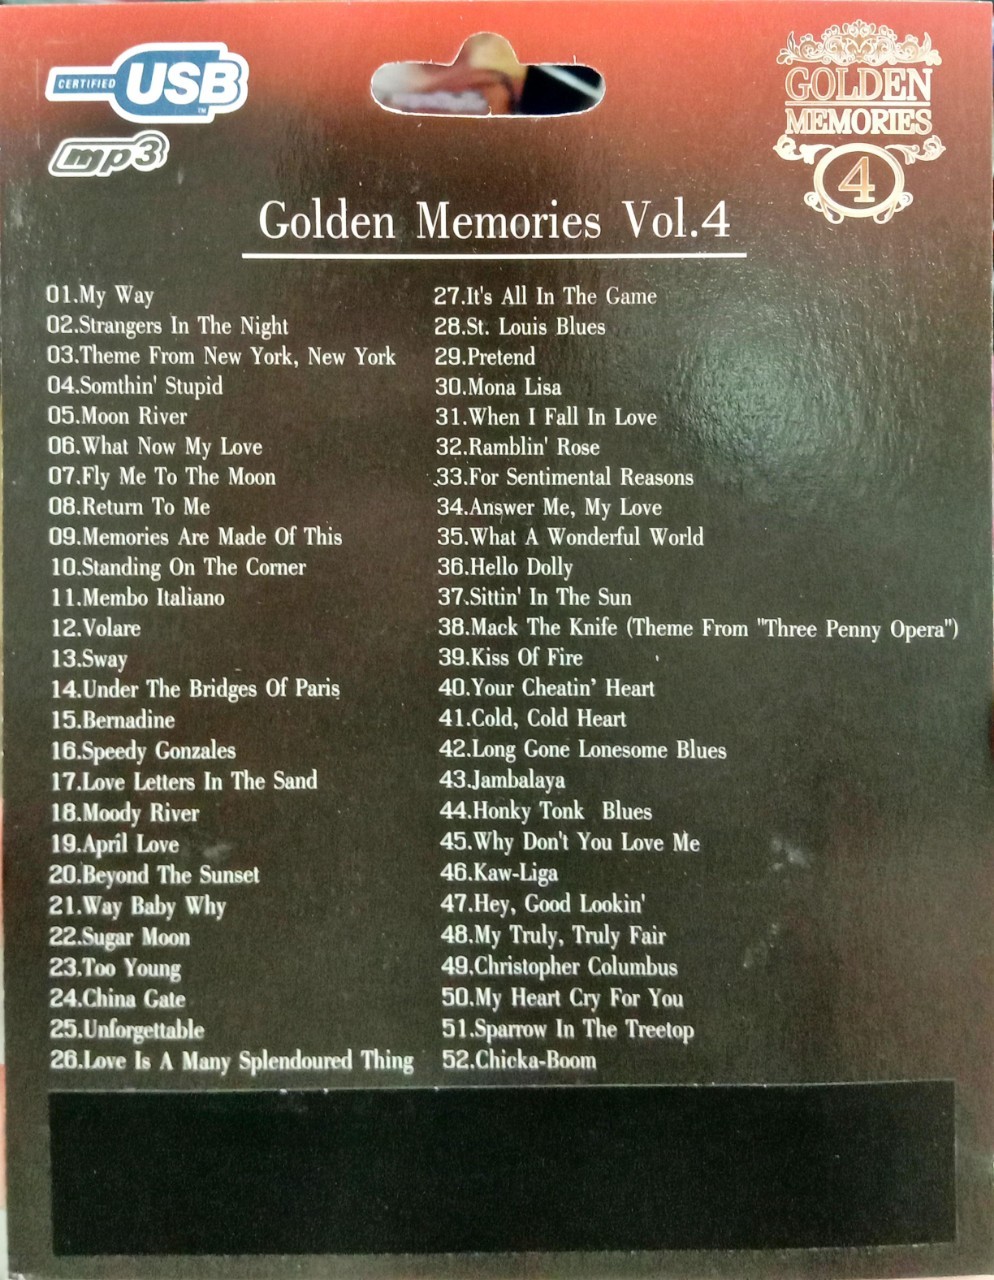 CERTIFIED USB TM
mp3
GOLDEN
MEMORIES
4
Golden Memories Vol.4
01.My Way
02.Strangers In The Night
03.Theme From New York, New York
04.Somthin' Stupid
05.Moon River
06.What Now My Love
07.Fly Me To The Moon
08.Return To Me
09.Memories Are Made Of This
10.Standing On The Corner
11.Membo Italiano
12.Volare
13.Sway
14.Under The Bridges Of Paris
15.Bernadine
16.Speedy Gonzales
17.Love Letters In The Sand
18.Moody River
19.April Love
20.Beyond The Sunset
21.Way Baby Why
22.Sugar Moon
23.Too Young
24.China Gate
25.Unforgettable
26.Love Is A Many Splendoured Thing
27.It's All In The Game
28.St. Louis Blues
29.Pretend
30.Mona Lisa
31.When I Fall In Love
32.Ramblin' Rose
33.For Sentimental Reasons
34.Answer Me, My Love
35.What A Wonderful World
36.Hello Dolly
37.Sittin' In The Sun
38.Mack The Knife (Theme From "Three Penny Opera")
39.Kiss Of Fire
40.Your Cheatin' Heart
41.Cold, Cold Heart
42.Long Gone Lonesome Blues
43.Jambalaya
44.Honky Tonk Blues
45.Why Don't You Love Me
46.Kaw-Liga
47.Hey, Good Lookin'
48.My Truly, Truly Fair
49.Christopher Columbus
50.My Heart Cry For You
51.Sparrow In The Treetop
52.Chicka-Boom